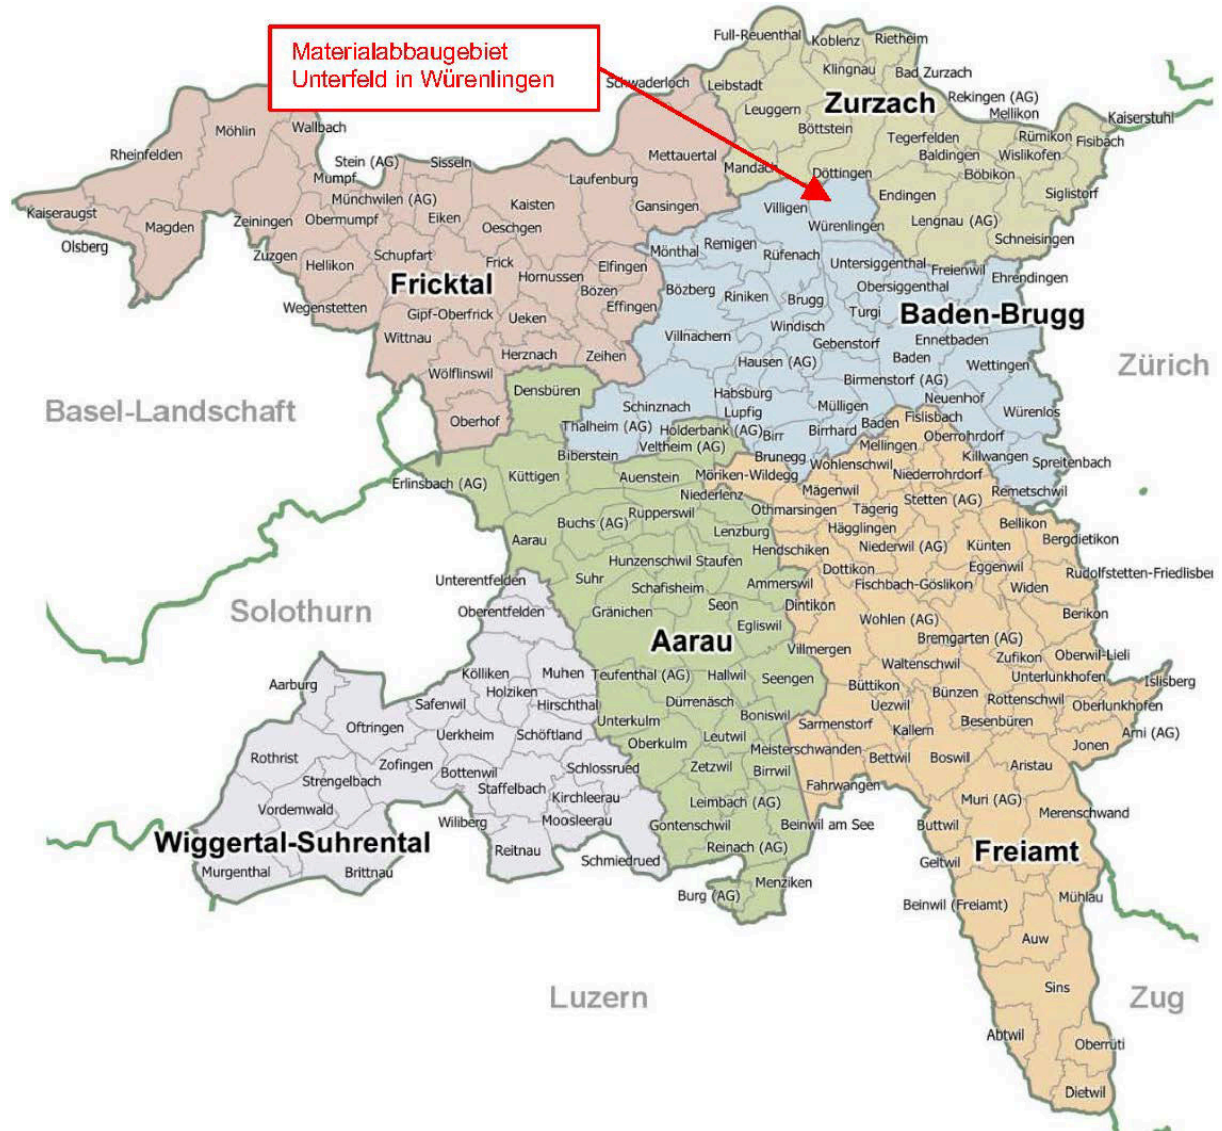 Materialabbaugebiet
Unterfeld in Würenlingen
Full-Reuenthal
Koblenz
Rietheim
Klingnau
Bad Zurzach
Schwaderloch
Leibstadt
Zurzach
Rekingen (AG)
Mellikon
Kaiserstuhl
Leuggern
Böttstein
Tegerfelden
Rümikon
Fisibach
Baldingen
Wislikofen
Möhlin
Wallbach
Rheinfelden
Stein (AG)
Sisseln
Mettauertal
Mandach
Döttingen
Böbikon
Mumpf
Laufenburg
Endingen
Siglistorf
Münchwilen (AG)
Kaisten
Gansingen
Villigen
Kaiseraugst
Magden
Zeiningen
Obermumpf
Eiken
Oeschgen
Würenlingen
Lengnau (AG)
Schneisingen
Olsberg
Zuzgen
Hellikon
Schupfart
Frick
Hornussen
Elfingen
Mönthal
Remigen
Rüfenach
Untersiggenthal
Freienwil
Ehrendingen
Fricktal
Bözen
Bözberg
Riniken
Brugg
Obersiggenthal
Wegenstetten
Gipf-Oberfrick
Ueken
Effingen
Turgi
Baden-Brugg
Wittnau
Villnachern
Windisch
Gebenstorf
Ennetbaden
Herznach
Zeihen
Hausen (AG)
Baden
Wettingen
Zürich
Wölflinswil
Densbüren
Habsburg
Birmenstorf (AG)
Neuenhof
Basel-Landschaft
Schinznach
Lupfig
Mülligen
Fislisbach
Würenlos
Oberhof
Thalheim (AG)
Holderbank (AG)
Birr
Birrhard
Baden
Oberrohrdorf
Veltheim (AG)
Mellingen
Biberstein
Brunegg
Wohlenschwil
Killwangen
Spreitenbach
Erlinsbach (AG)
Küttigen
Auenstein
Möriken-Wildegg
Niederrohrdorf
Niederlenz
Mägenwil
Stetten (AG)
Remetschwil
Rupperswil
Othmarsingen
Tägerig
Buchs (AG)
Lenzburg
Hägglingen
Bellikon
Aarau
Hendschiken
Niederwil (AG)
Künten
Bergdietikon
Hunzenschwil
Staufen
Dottikon
Eggenwil
Rudolfstetten-Friedlisber
Unterentfelden
Suhr
Schafisheim
Ammerswil
Fischbach-Göslikon
Widen
Solothurn
Oberentfelden
Gränichen
Seon
Dintikon
Wohlen (AG)
Berikon
Egliswil
Aarau
Bremgarten (AG)
Villmergen
Zufikon
Oberwil-Lieli
Waltenschwil
Kölliken
Muhen
Teufenthal (AG)
Hallwil
Seengen
Unterlunkhofen
Islisberg
Aarburg
Holziken
Büttikon
Bünzen
Rottenschwil
Safenwil
Hirschthal
Dürrenäsch
Uezwil
Oberlunkhofen
Oftringen
Unterkulm
Boniswil
Sarmenstorf
Besenbüren
Uerkheim
Schöftland
Oberkulm
Leutwil
Kallern
Arni (AG)
Rothrist
Meisterschwanden
Bettwil
Boswil
Jonen
Zofingen
Bottenwil
Schlossrued
Zetzwil
Birrwil
Aristau
Strengelbach
Staffelbach
Fahrwangen
Vordemwald
Kirchleerau
Leimbach (AG)
Muri (AG)
Merenschwand
Wiliberg
Moosleerau
Gontenschwil
Beinwil am See
Buttwil
Wiggertal-Suhrental
Reitnau
Reinach (AG)
Freiamt
Schmiedrued
Geltwil
Murgenthal
Brittnau
Menziken
Burg (AG)
Beinwil (Freiamt)
Mühlau
Auw
Luzern
Sins
Zug
Abtwil
Oberrüti
Dietwil